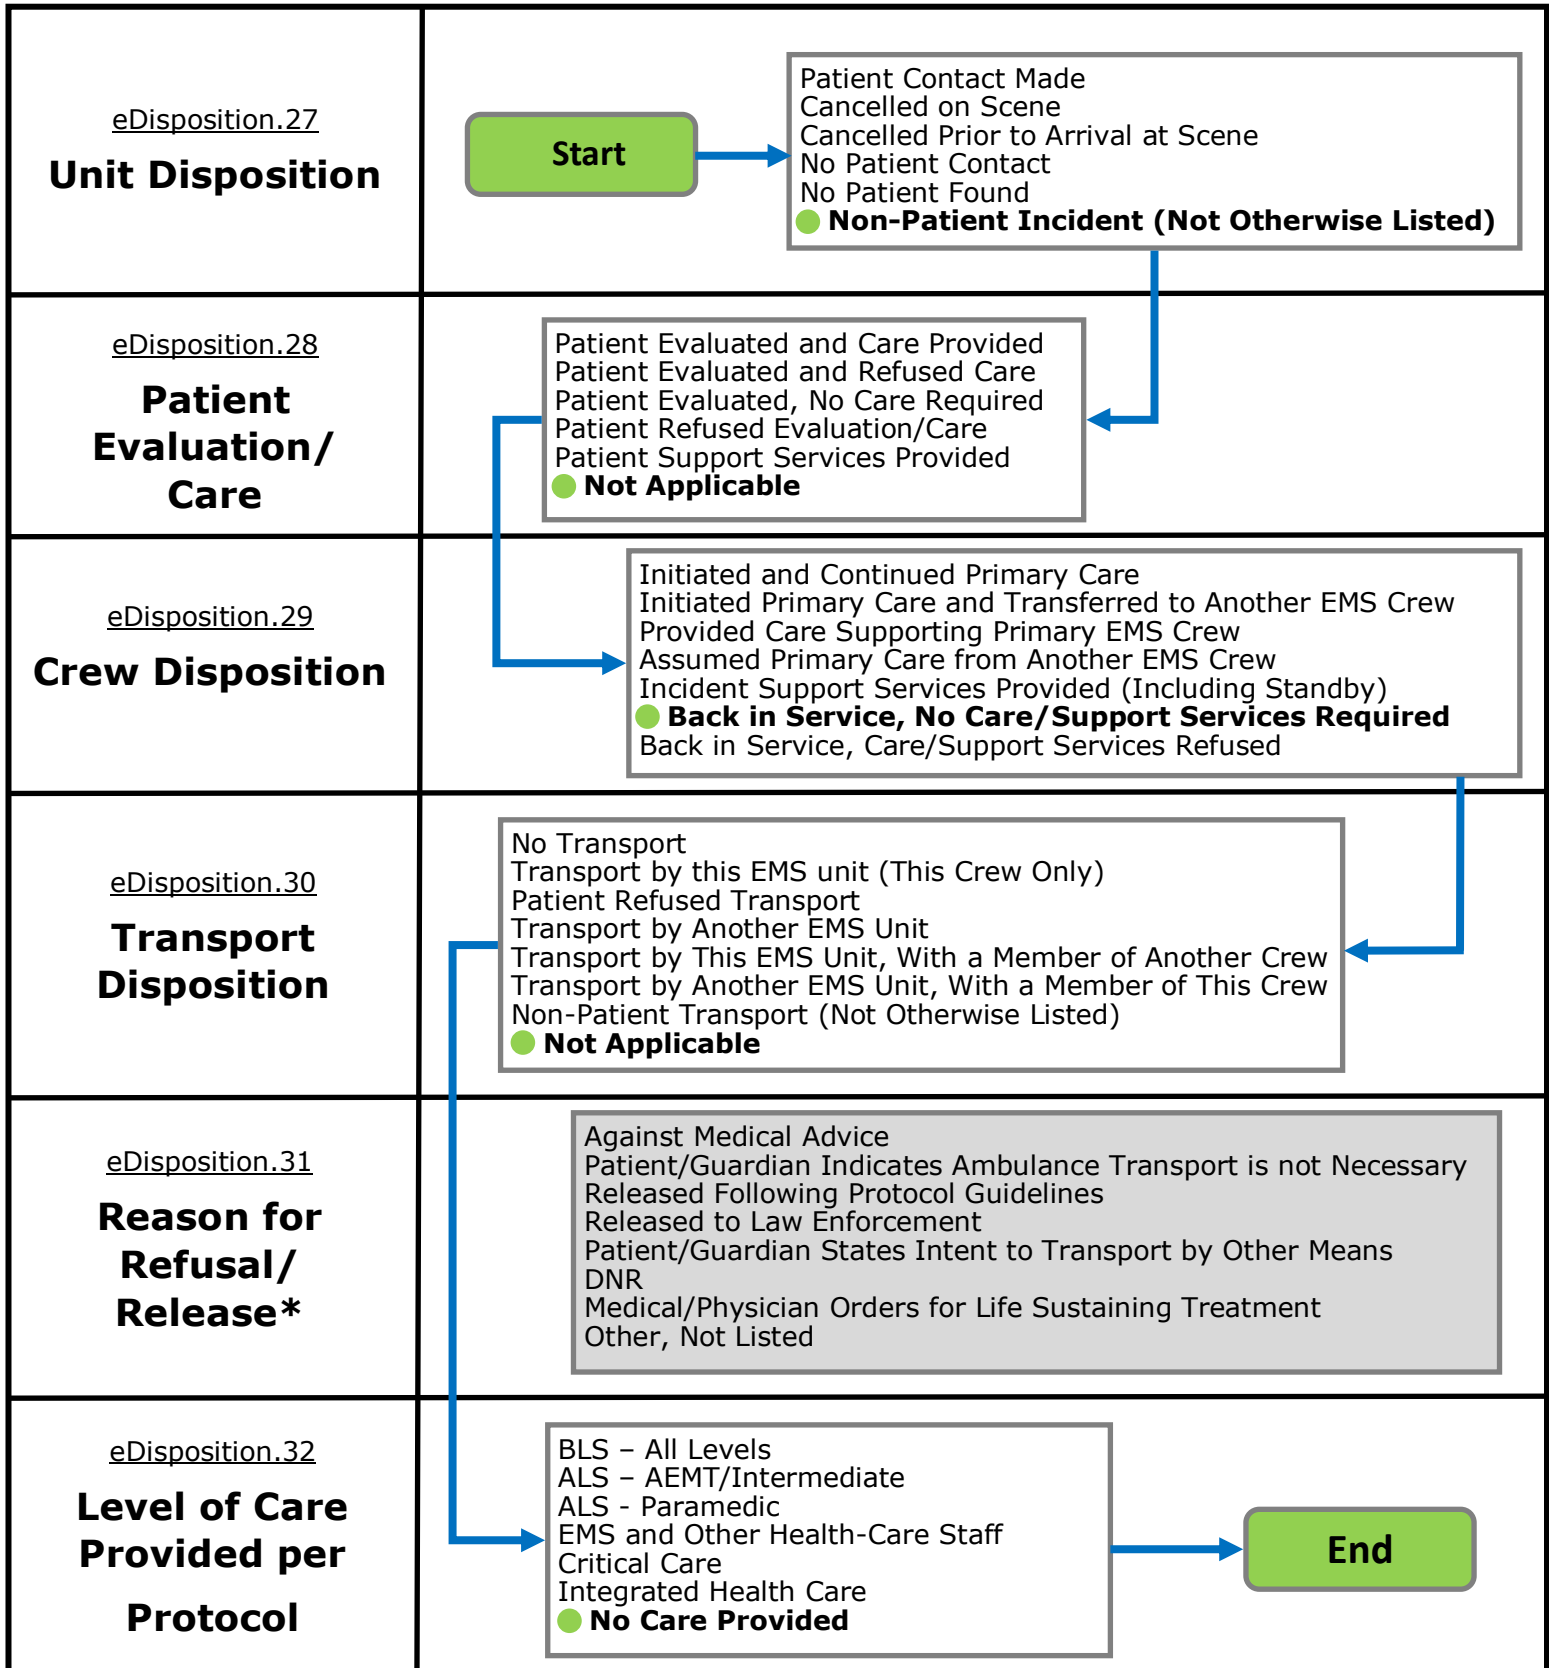 eDisposition.27
Unit Disposition
Start
Patient Contact Made
Cancelled on Scene
Cancelled Prior to Arrival at Scene
No Patient Contact
No Patient Found
Non-Patient Incident (Not Otherwise Listed)
eDisposition.28
Patient
Evaluation/
Care
Patient Evaluated and Care Provided
Patient Evaluated and Refused Care
Patient Evaluated, No Care Required
Patient Refused Evaluation/Care
Patient Support Services Provided
Not Applicable
eDisposition.29
Crew Disposition
Initiated and Continued Primary Care
Initiated Primary Care and Transferred to Another EMS Crew
Provided Care Supporting Primary EMS Crew
Assumed Primary Care from Another EMS Crew
Incident Support Services Provided (Including Standby)
Back in Service, No Care/Support Services Required
Back in Service, Care/Support Services Refused
eDisposition.30
Transport
Disposition
No Transport
Transport by this EMS unit (This Crew Only)
Patient Refused Transport
Transport by Another EMS Unit
Transport by This EMS Unit, With a Member of Another Crew
Transport by Another EMS Unit, With a Member of This Crew
Non-Patient Transport (Not Otherwise Listed)
Not Applicable
eDisposition.31
Reason for
Refusal/
Release*
Against Medical Advice
Patient/Guardian Indicates Ambulance Transport is not Necessary
Released Following Protocol Guidelines
Released to Law Enforcement
Patient/Guardian States Intent to Transport by Other Means
DNR
Medical/Physician Orders for Life Sustaining Treatment
Other, Not Listed
eDisposition.32
Level of Care
Provided per
Protocol
BLS – All Levels
ALS – AEMT/Intermediate
ALS - Paramedic
EMS and Other Health-Care Staff
Critical Care
Integrated Health Care
No Care Provided
End